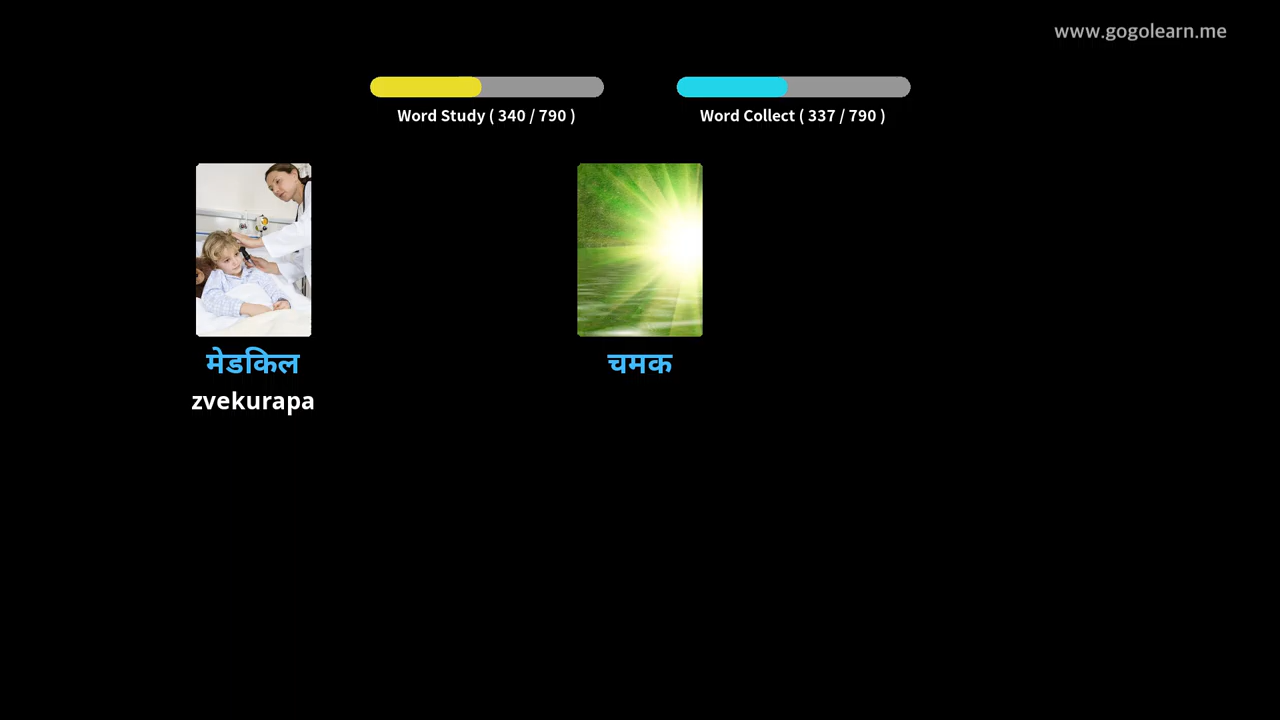 www.gogolearn.me
Word Study ( 340 / 790 )
Word Collect ( 337 / 790 )
मेडकिल
zvekurapa
चमक